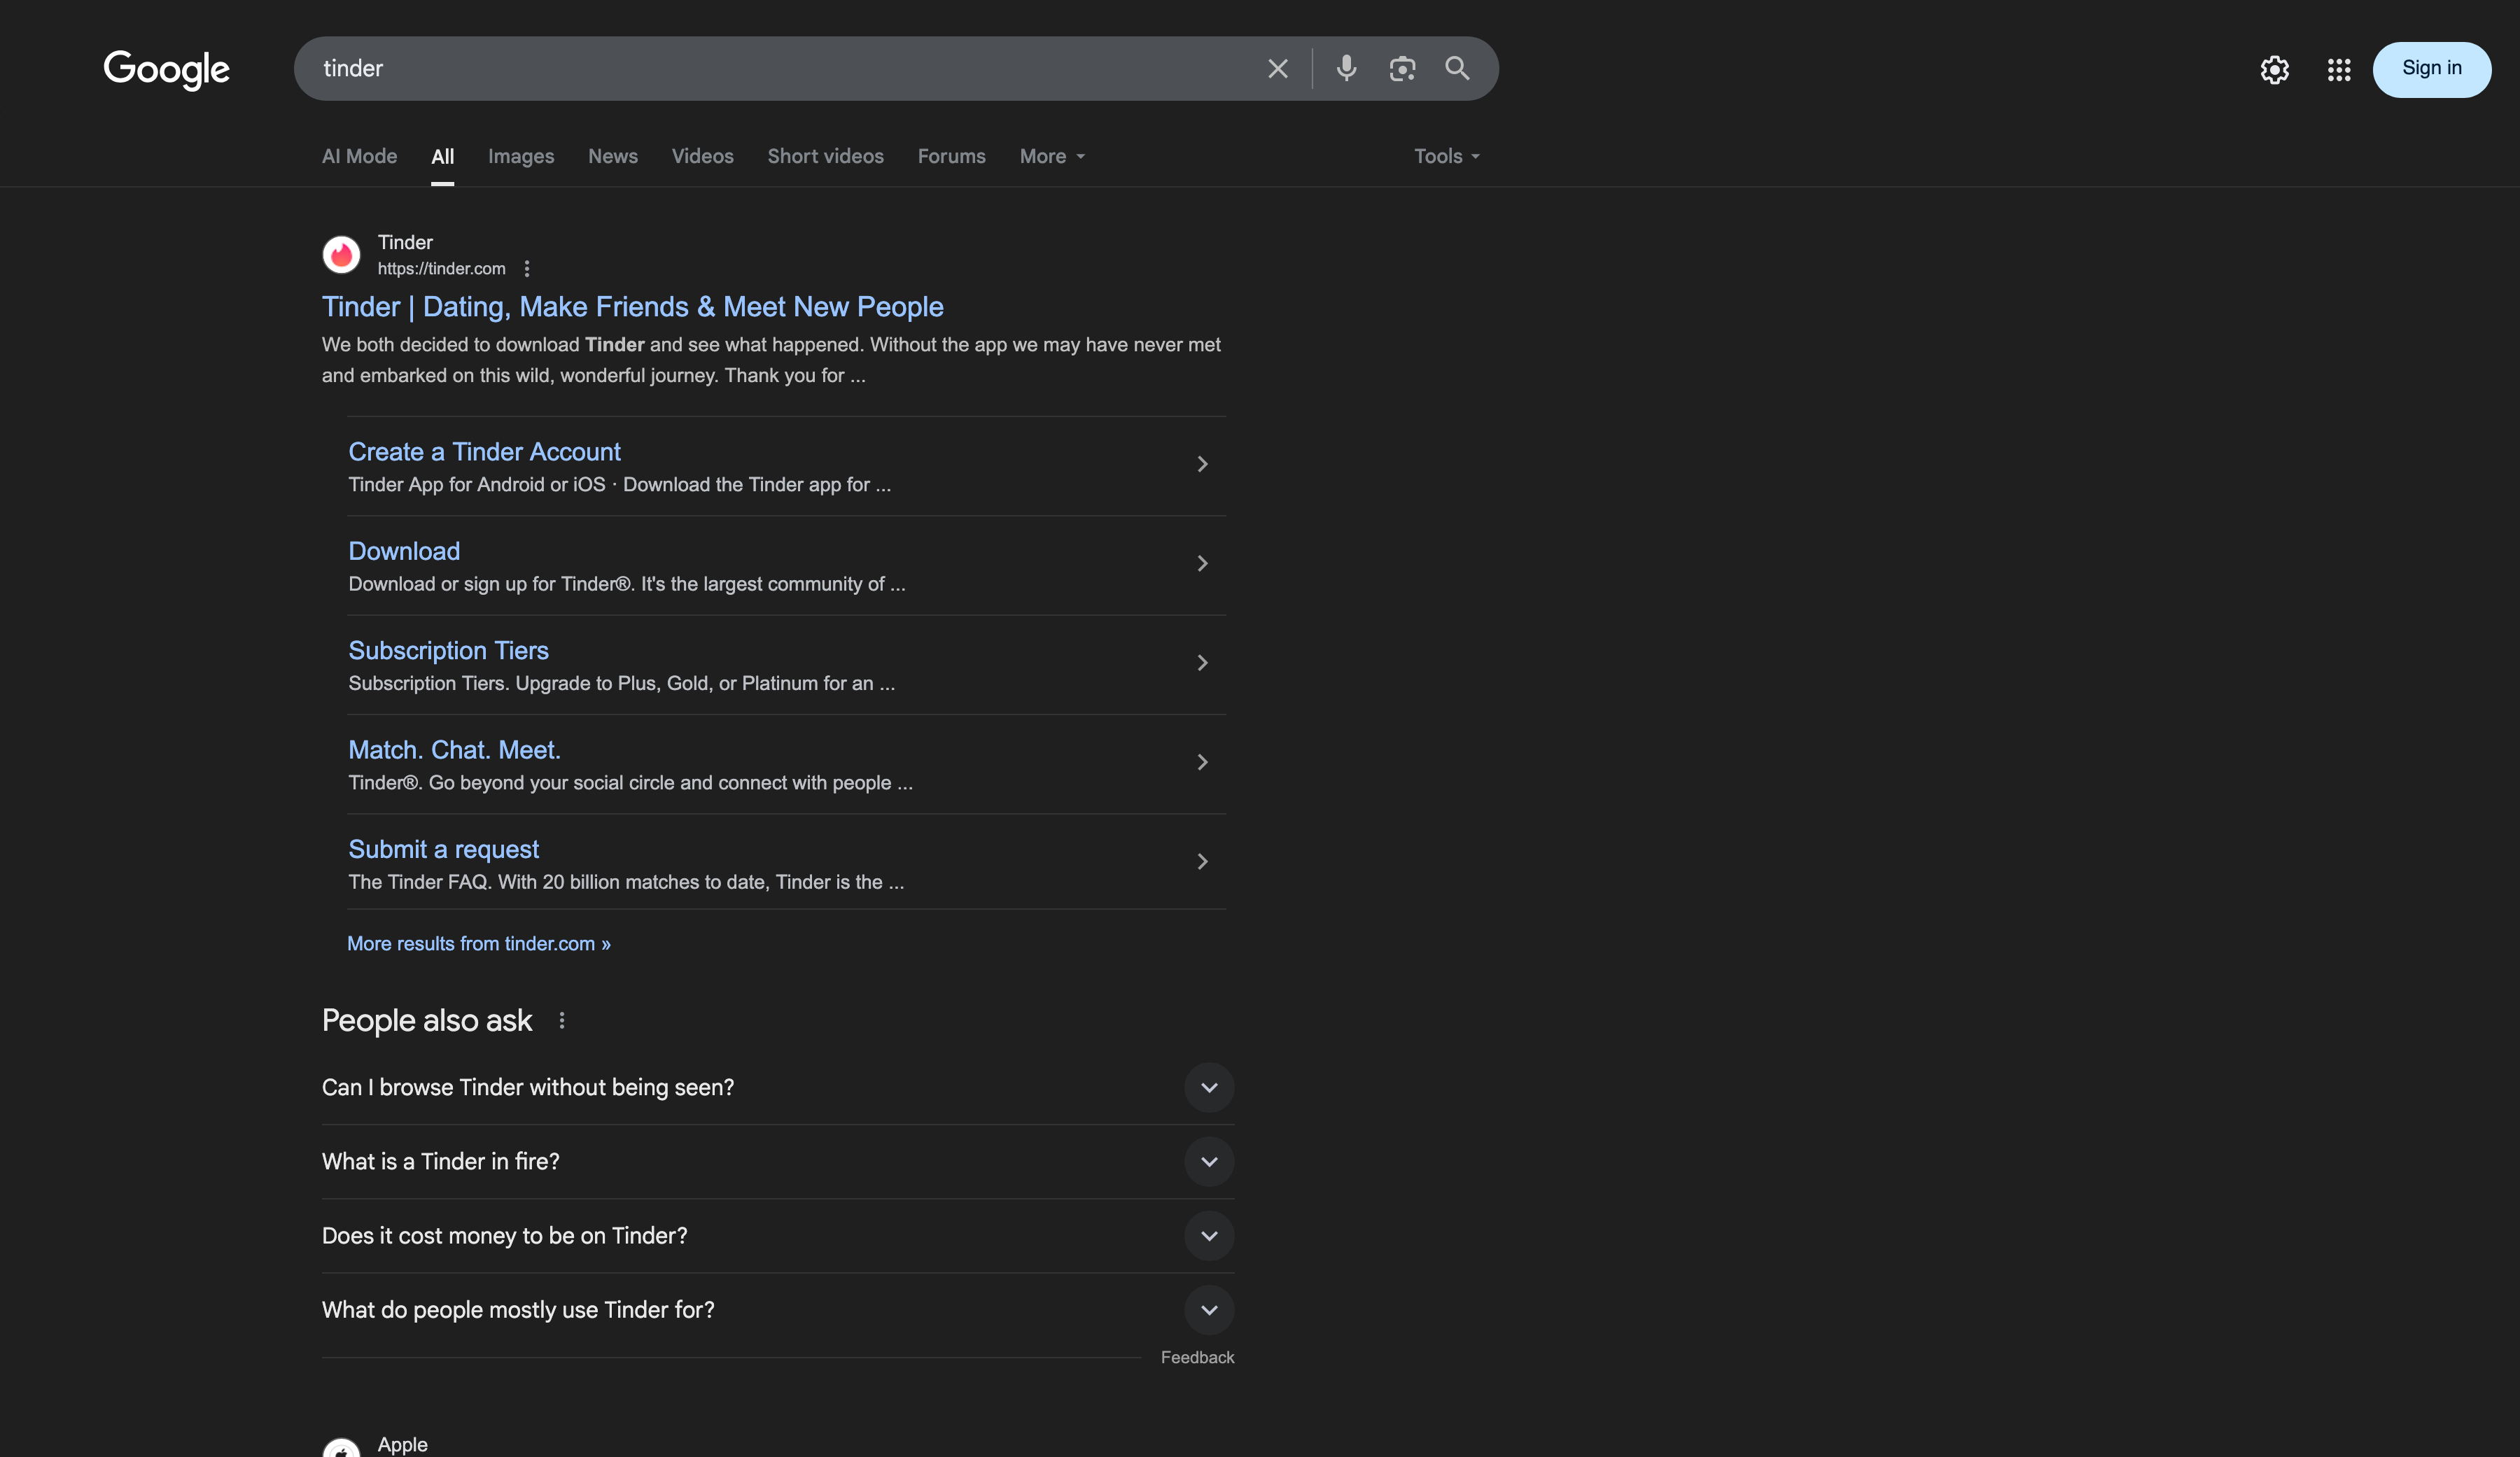 Google
tinder
Sign in
AI Mode
All
Images
News
Videos
Short videos
Forums
More
Tools
Tinder
https://tinder.com
Tinder | Dating, Make Friends & Meet New People
We both decided to download Tinder and see what happened. Without the app we may have never met
and embarked on this wild, wonderful journey. Thank you for ...
Create a Tinder Account
Tinder App for Android or iOS · Download the Tinder app for ...
Download
Download or sign up for Tinder®. It's the largest community of ...
Subscription Tiers
Subscription Tiers. Upgrade to Plus, Gold, or Platinum for an ...
Match. Chat. Meet.
Tinder®. Go beyond your social circle and connect with people ...
Submit a request
The Tinder FAQ. With 20 billion matches to date, Tinder is the ...
More results from tinder.com »
People also ask
Can I browse Tinder without being seen?
What is a Tinder in fire?
Does it cost money to be on Tinder?
What do people mostly use Tinder for?
Feedback
Apple